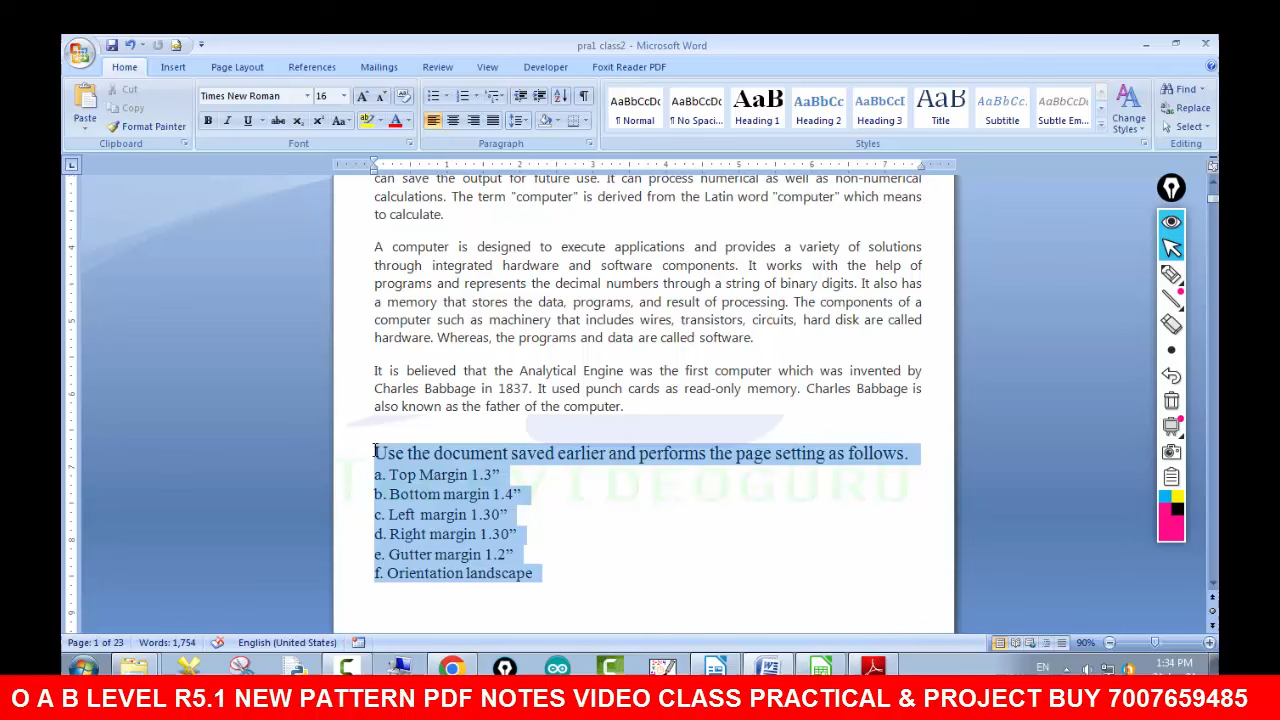 pra1 class2 - Microsoft Word
Home Insert Page Layout References Mailings Review View Developer Foxit Reader PDF
Cut
Copy
Format Painter
Paste
Clipboard
Times New Roman 16
Font
Paragraph
AaBbCcDc AaBbCcDc AaB AaBbCc AaBbCcI AaB AaBbCc. AaBbCcDc
¶ Normal ¶ No Spaci... Heading 1 Heading 2 Heading 3 Title Subtitle Subtle Em...
Change Styles
Styles
Find
Replace
Select
Editing
can save the output for future use. It can process numerical as well as non-numerical
calculations. The term "computer" is derived from the Latin word "computer" which means
to calculate.
A computer is designed to execute applications and provides a variety of solutions
through integrated hardware and software components. It works with the help of
programs and represents the decimal numbers through a string of binary digits. It also has
a memory that stores the data, programs, and result of processing. The components of a
computer such as machinery that includes wires, transistors, circuits, hard disk are called
hardware. Whereas, the programs and data are called software.
It is believed that the Analytical Engine was the first computer which was invented by
Charles Babbage in 1837. It used punch cards as read-only memory. Charles Babbage is
also known as the father of the computer.
Use the document saved earlier and performs the page setting as follows.
a. Top Margin 1.3”
b. Bottom margin 1.4”
c. Left margin 1.30”
d. Right margin 1.30”
e. Gutter margin 1.2”
f. Orientation landscape
Page: 1 of 23 Words: 1,754 English (United States) 90%
EN 1:34 PM
O A B LEVEL R5.1 NEW PATTERN PDF NOTES VIDEO CLASS PRACTICAL & PROJECT BUY 7007659485